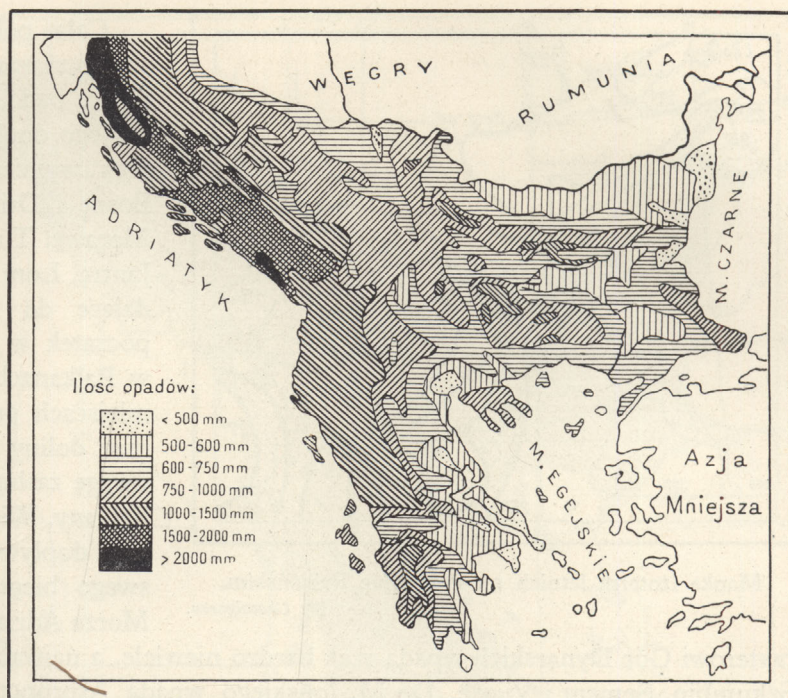 WĘGRY
RUMUNIA
ADRIATYK
M. CZARNE
Ilość opadów:
< 500 mm
500-600 mm
600-750 mm
750-1000 mm
1000-1500 mm
1500-2000 mm
> 2000 mm
M. EGEJSKIE
Azja
Mniejsza